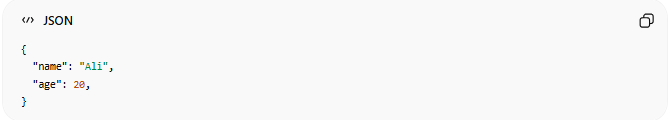 </> JSON
{
  "name": "Ali",
  "age": 20,
}